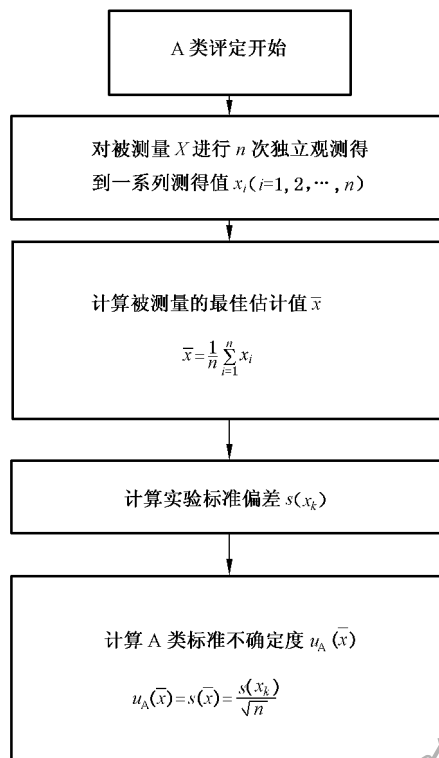 A 类评定开始
对被测量 X 进行 n 次独立观测得
到一系列测得值 xᵢ(i=1, 2, ⋯, n)
计算被测量的最佳估计值 x̄
x̄ = 1/n ∑ᵢ₌₁ⁿ xᵢ
计算实验标准偏差 s(xₖ)
计算 A 类标准不确定度 u_A(x̄)
u_A(x̄)=s(x̄)= s(xₖ)/√n